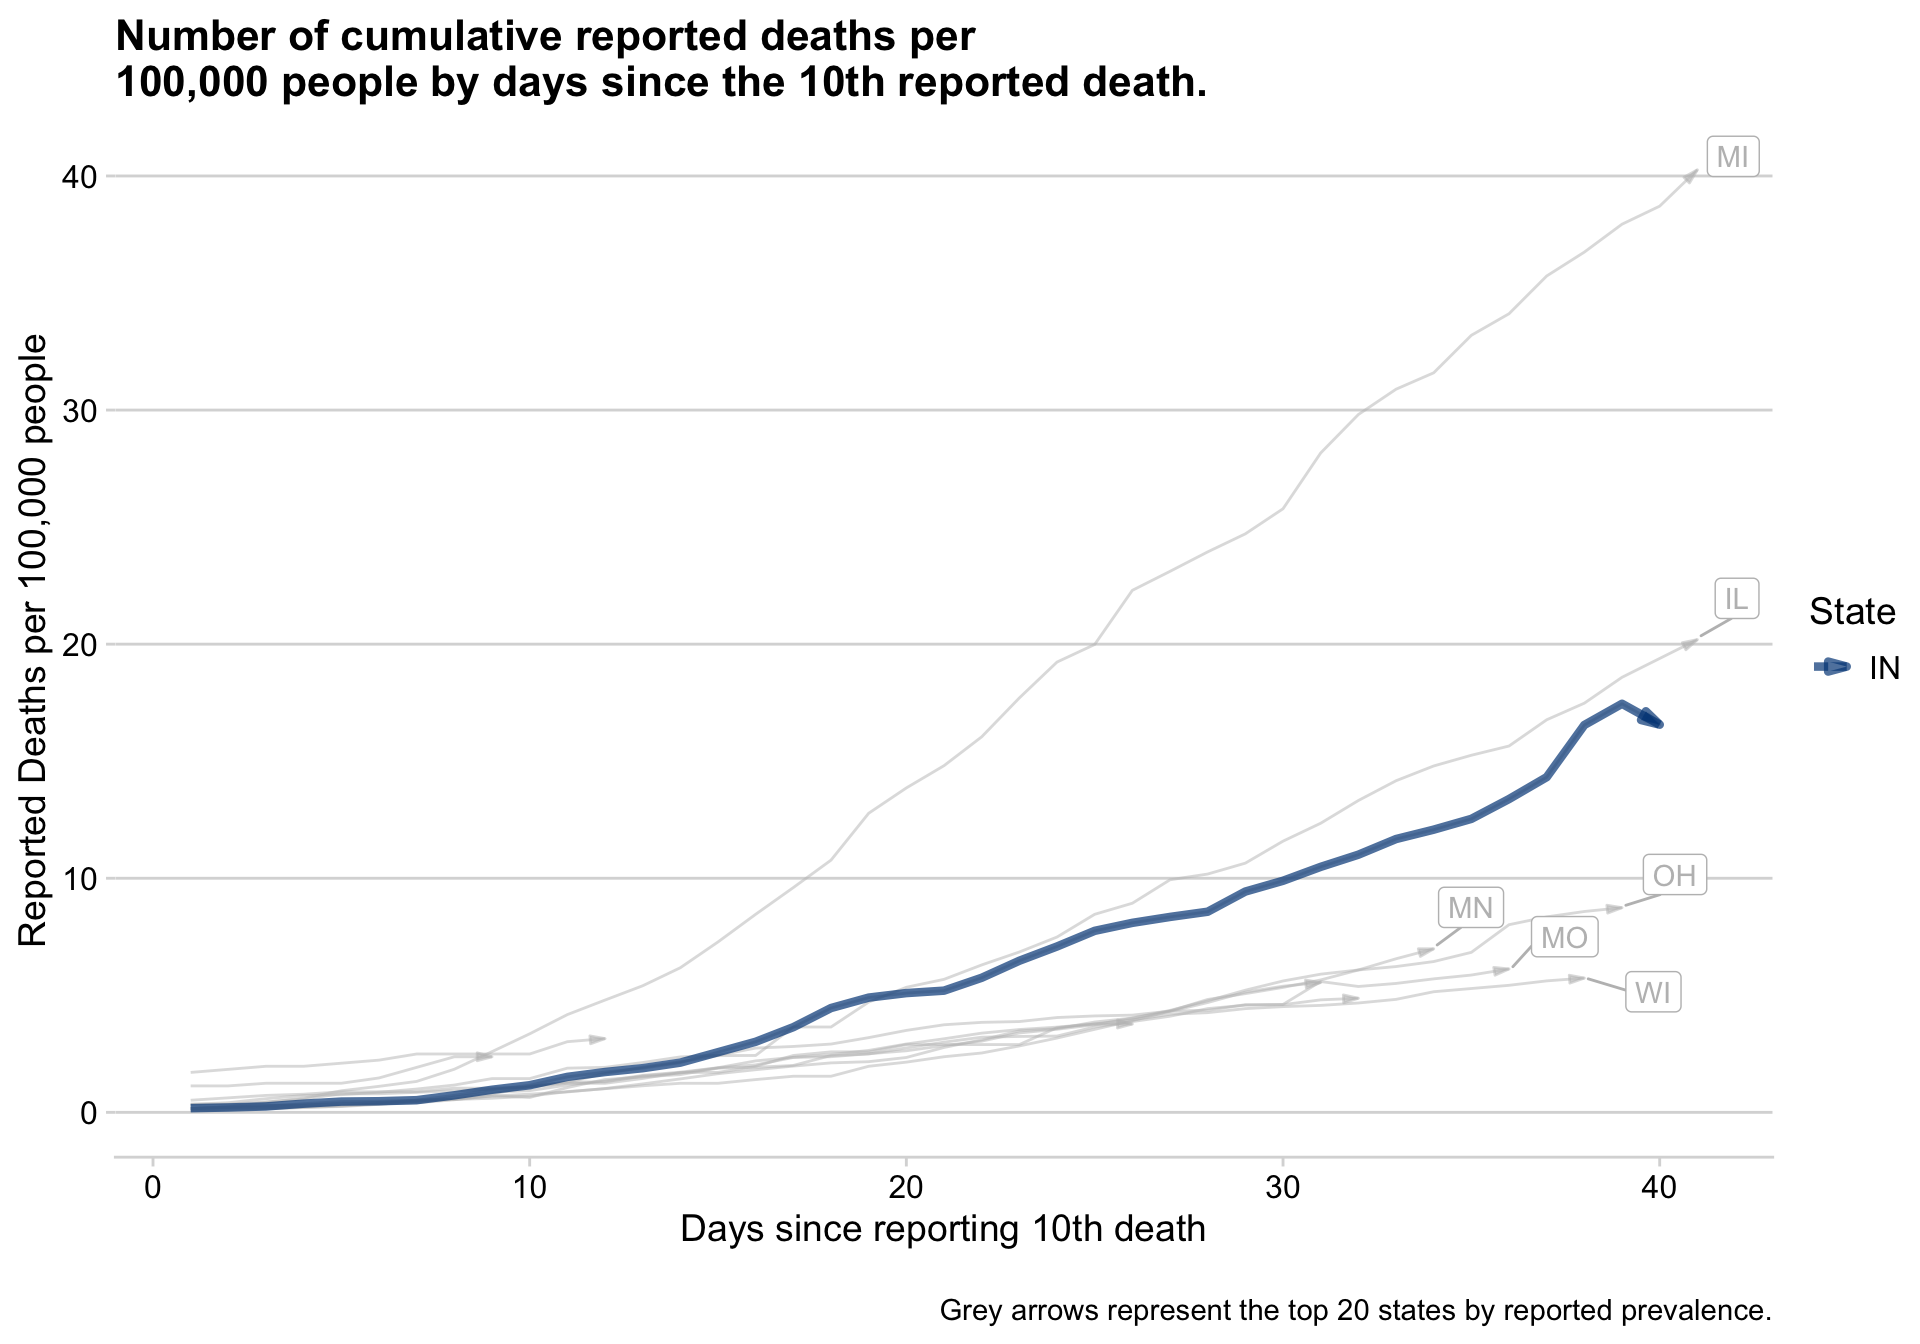 Number of cumulative reported deaths per
100,000 people by days since the 10th reported death.
Reported Deaths per 100,000 people
40
30
20
10
0
MI
IL
OH
MN
MO
WI
State
IN
0 10 20 30 40
Days since reporting 10th death
Grey arrows represent the top 20 states by reported prevalence.